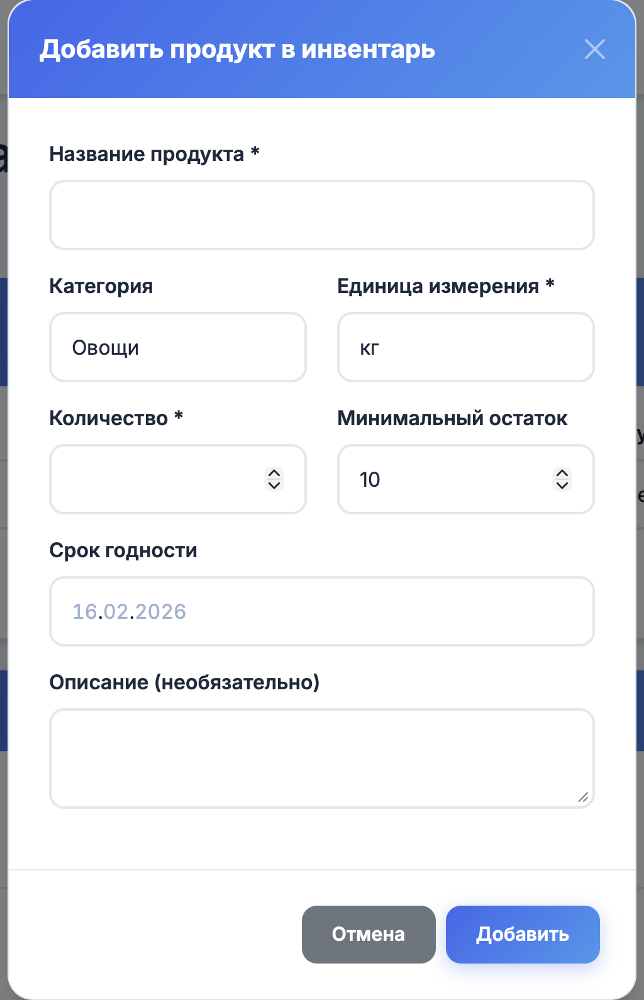 Добавить продукт в инвентарь
Название продукта *
Категория
Единица измерения *
Овощи
кг
Количество *
Минимальный остаток
10
Срок годности
16.02.2026
Описание (необязательно)
Отмена
Добавить